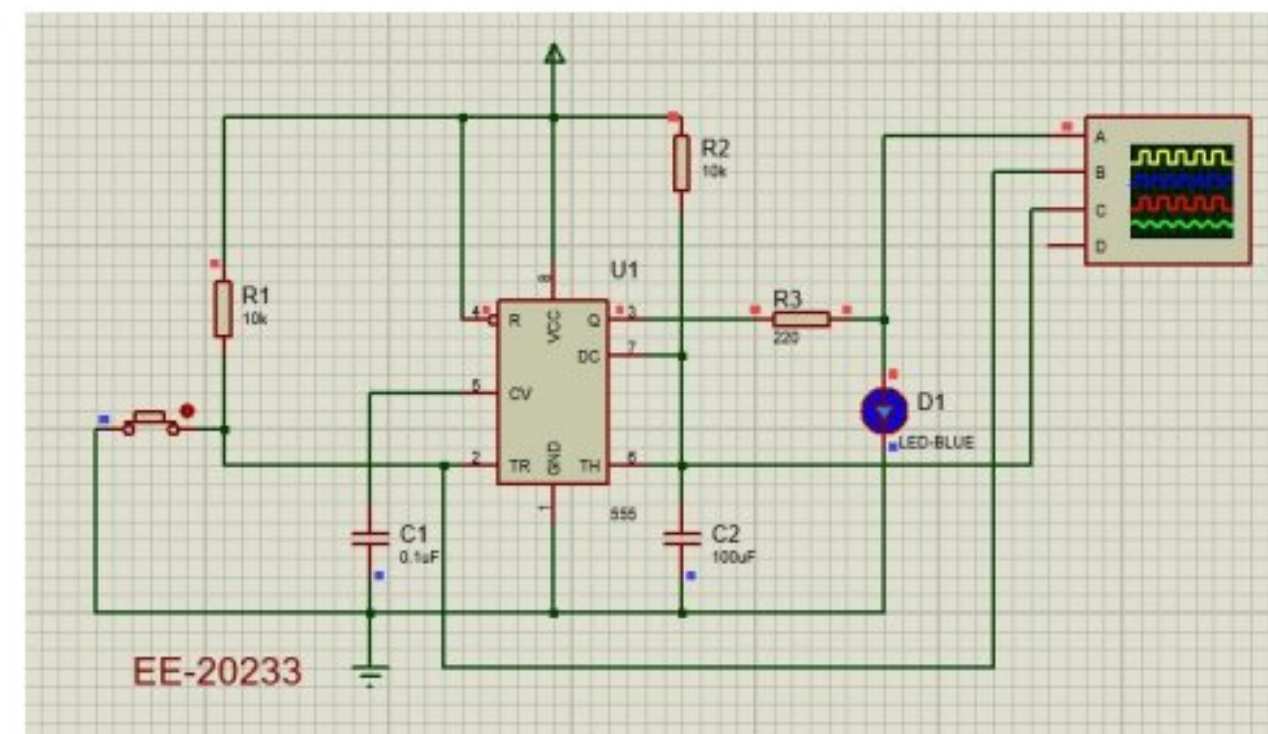 R2
10k
A
B
C
D
U1
R1
10k
8
VCC
4
R
Q
3
R3
220
DC
7
5
CV
D1
LED-BLUE
2
TR
GND
TH
6
1
555
C1
0.1uF
C2
100uF
EE-20233